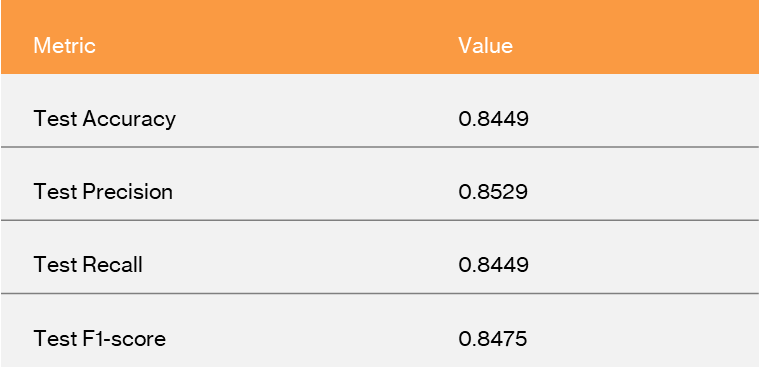 Metric Value
Test Accuracy 0.8449
Test Precision 0.8529
Test Recall 0.8449
Test F1-score 0.8475